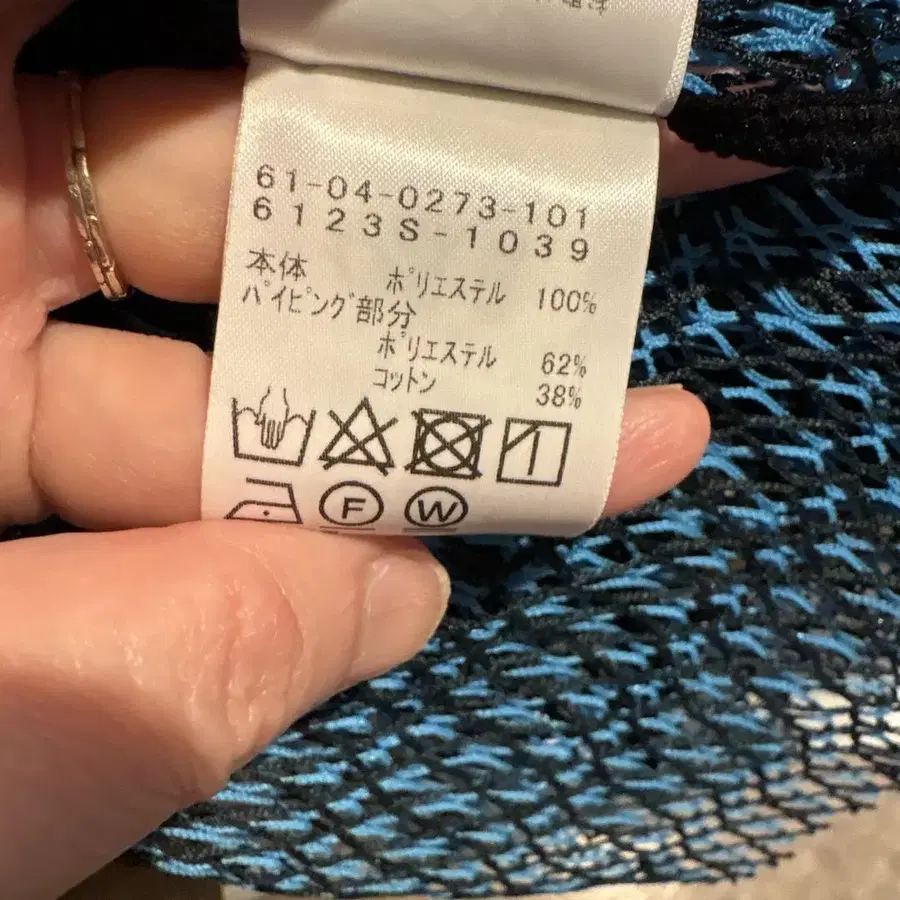 61-04-0273-101
6123S-1039
本体 ポリエステル 100%
パイピング部分
ポリエステル 62%
コットン 38%
F W